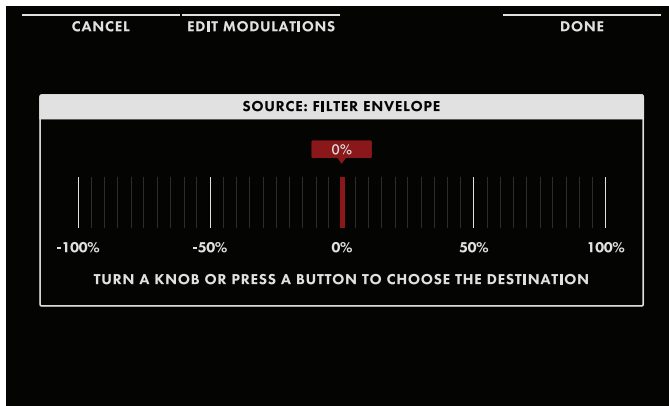 CANCEL EDIT MODULATIONS DONE
SOURCE: FILTER ENVELOPE
0%
-100% -50% 0% 50% 100%
TURN A KNOB OR PRESS A BUTTON TO CHOOSE THE DESTINATION